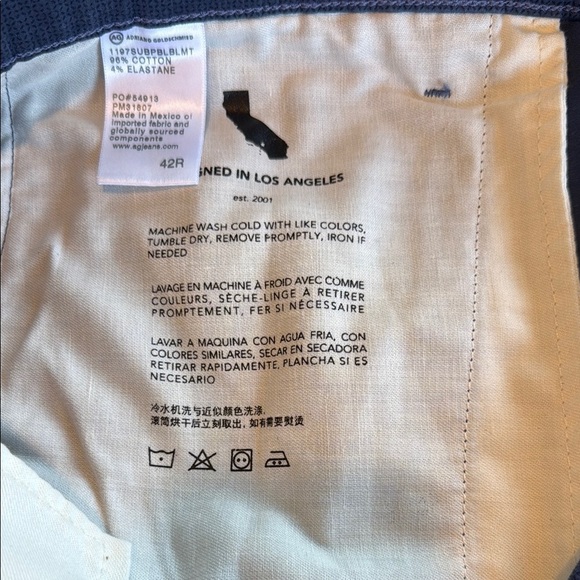 AG ADRIANO GOLDSCHMIED
1197SUBPBLBLMT
98% COTTON
4% ELASTANE
PO#54913
PM31807
Made in Mexico of
imported fabric and
globally sourced
components
www.agjeans.com
42R
GNED IN LOS ANGELES
est. 2001
MACHINE WASH COLD WITH LIKE COLORS,
TUMBLE DRY, REMOVE PROMPTLY, IRON IF
NEEDED
LAVAGE EN MACHINE À FROID AVEC COMME
COULEURS, SÈCHE-LINGE À RETIRER
PROMPTEMENT, FER SI NÉCESSAIRE
LAVAR A MAQUINA CON AGUA FRIA, CON
COLORES SIMILARES, SECAR EN SECADORA
RETIRAR RAPIDAMENTE, PLANCHA SI ES
NECESARIO
冷水机洗与近似颜色洗涤.
滚筒烘干后立刻取出, 如有需要熨烫